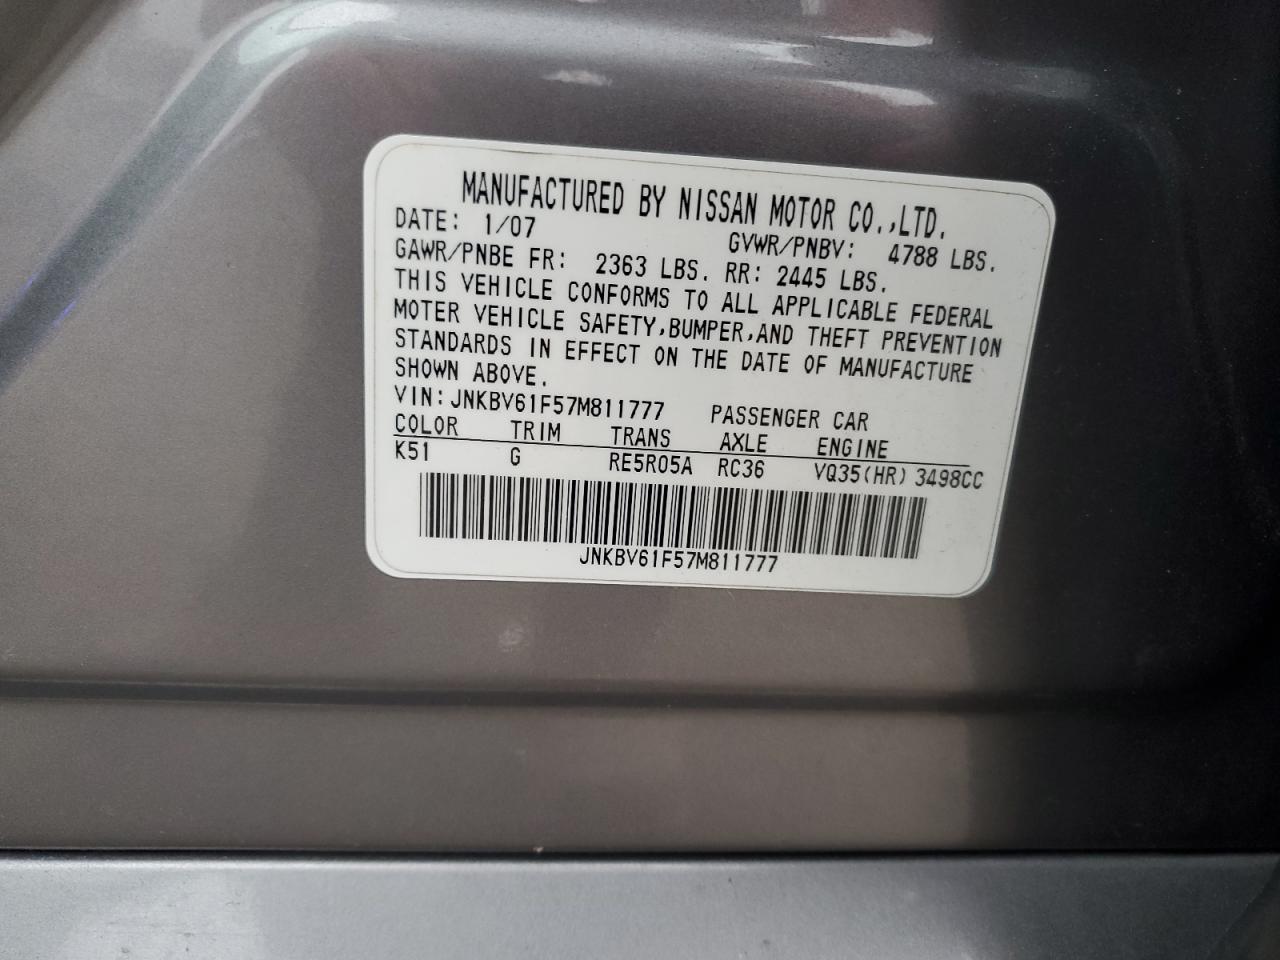 MANUFACTURED BY NISSAN MOTOR CO.,LTD.
DATE: 1/07 GVWR/PNBV: 4788 LBS.
GAWR/PNBE FR: 2363 LBS. RR: 2445 LBS.
THIS VEHICLE CONFORMS TO ALL APPLICABLE FEDERAL
MOTER VEHICLE SAFETY,BUMPER,AND THEFT PREVENTION
STANDARDS IN EFFECT ON THE DATE OF MANUFACTURE
SHOWN ABOVE.
VIN:JNKBV61F57M811777 PASSENGER CAR
COLOR TRIM TRANS AXLE ENGINE
K51 G RE5R05A RC36 VQ35(HR) 3498CC
JNKBV61F57M811777